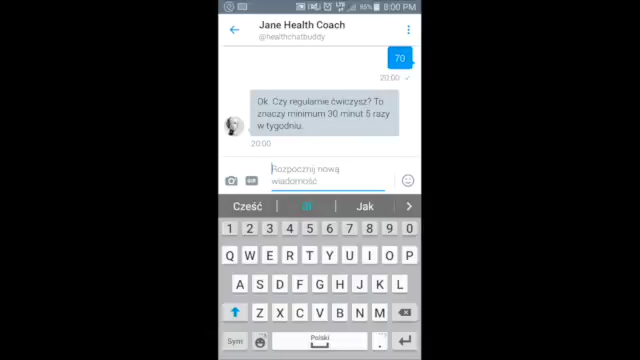 85% 8:00 PM
Jane Health Coach
@healthchatbuddy
70
20:00
Ok. Czy regularnie ćwiczysz? To
znaczy minimum 30 minut 5 razy
w tygodniu.
20:00
Rozpocznij nową
wiadomość
GIF
Cześć Jak
1 2 3 4 5 6 7 8 9 0
Q W E R T Y U I O P
A S D F G H J K L
Z X C V B N M
Sym Polski .